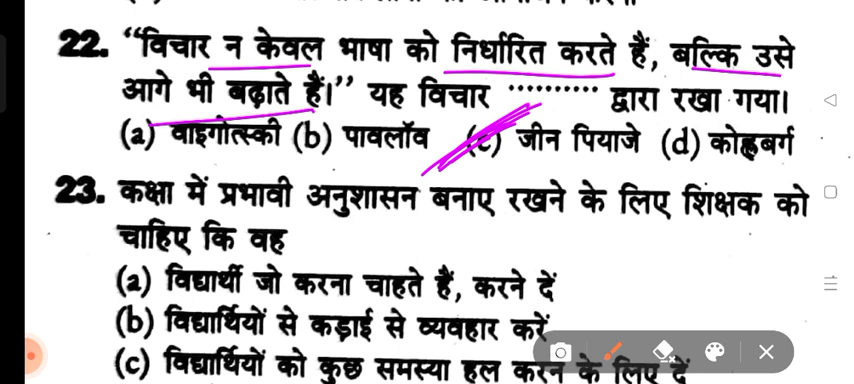 22. “विचार न केवल भाषा को निर्धारित करते हैं, बल्कि उसे
आगे भी बढ़ाते हैं।” यह विचार .......... द्वारा रखा गया।
(a) वाइगोत्स्की (b) पावलॉव (c) जीन पियाजे (d) कोह्लबर्ग
23. कक्षा में प्रभावी अनुशासन बनाए रखने के लिए शिक्षक को
चाहिए कि वह
(a) विद्यार्थी जो करना चाहते हैं, करने दें
(b) विद्यार्थियों से कड़ाई से व्यवहार करें
(c) विद्यार्थियों को कुछ समस्या हल करने के लिए दें